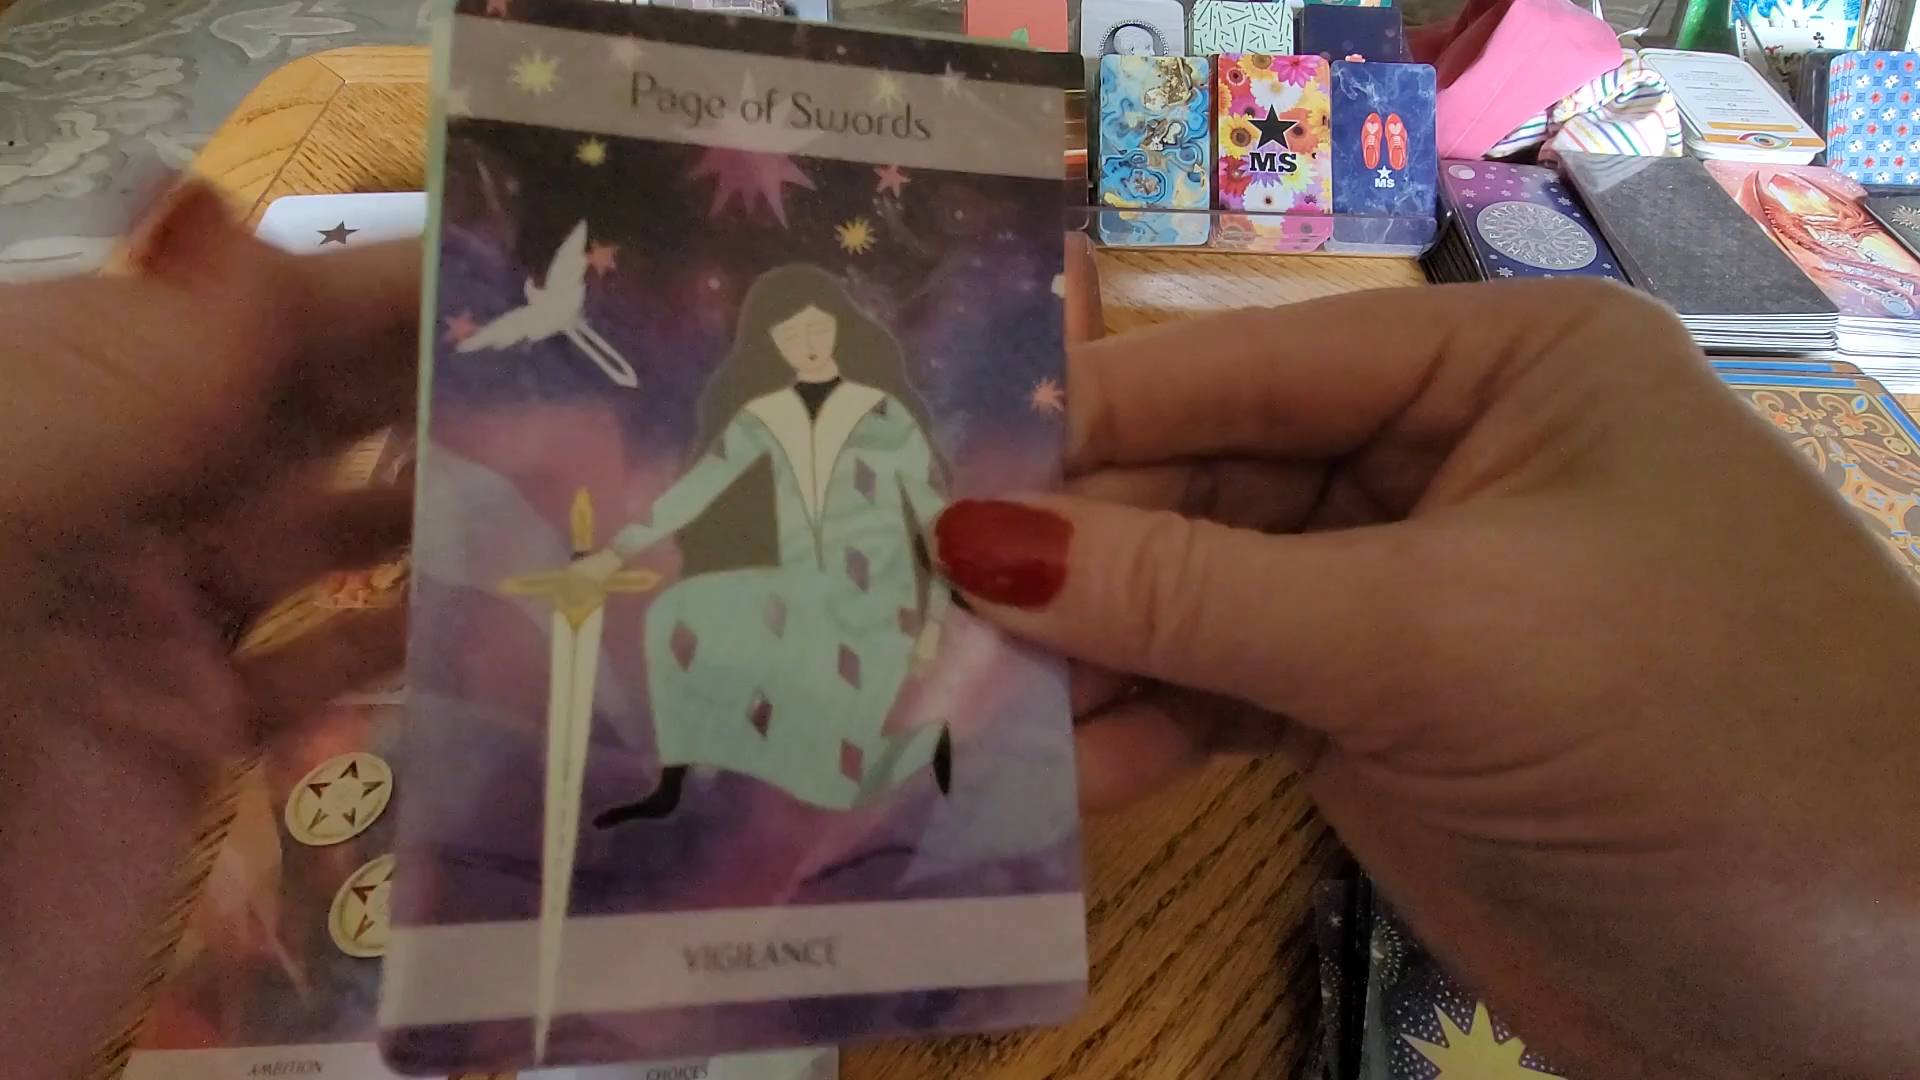 Page of Swords
MS
MS
VIGILANCE
AMBITION
CHOICES